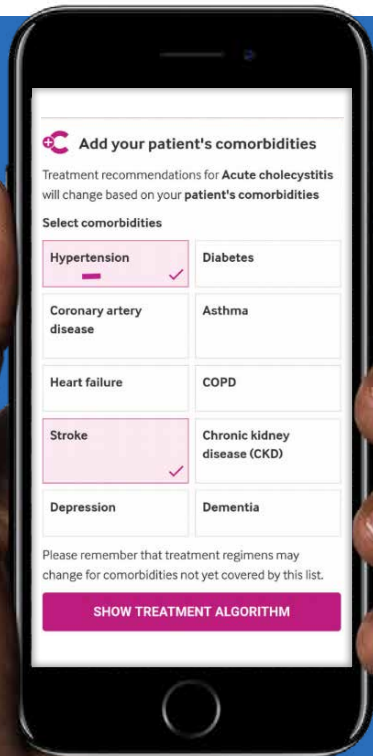 Add your patient's comorbidities
Treatment recommendations for Acute cholecystitis
will change based on your patient's comorbidities
Select comorbidities
Hypertension
Diabetes
Coronary artery
disease
Asthma
Heart failure
COPD
Stroke
Chronic kidney
disease (CKD)
Depression
Dementia
Please remember that treatment regimens may
change for comorbidities not yet covered by this list.
SHOW TREATMENT ALGORITHM